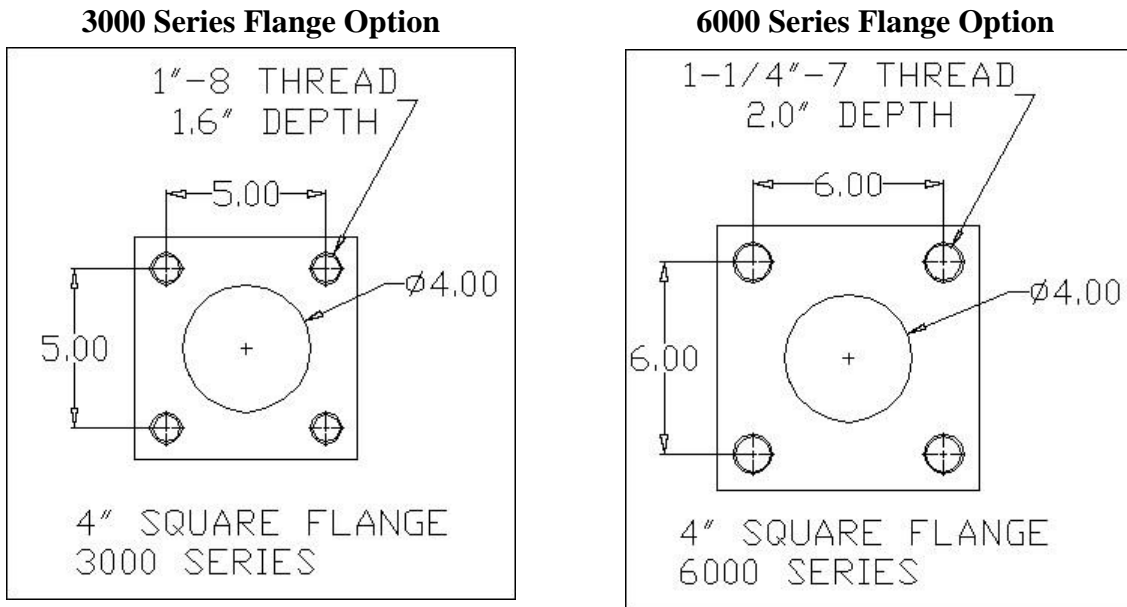 3000 Series Flange Option
1"-8 THREAD
1.6" DEPTH
5.00
Ø4.00
5.00
4" SQUARE FLANGE
3000 SERIES
6000 Series Flange Option
1-1/4"-7 THREAD
2.0" DEPTH
6.00
Ø4.00
6.00
4" SQUARE FLANGE
6000 SERIES